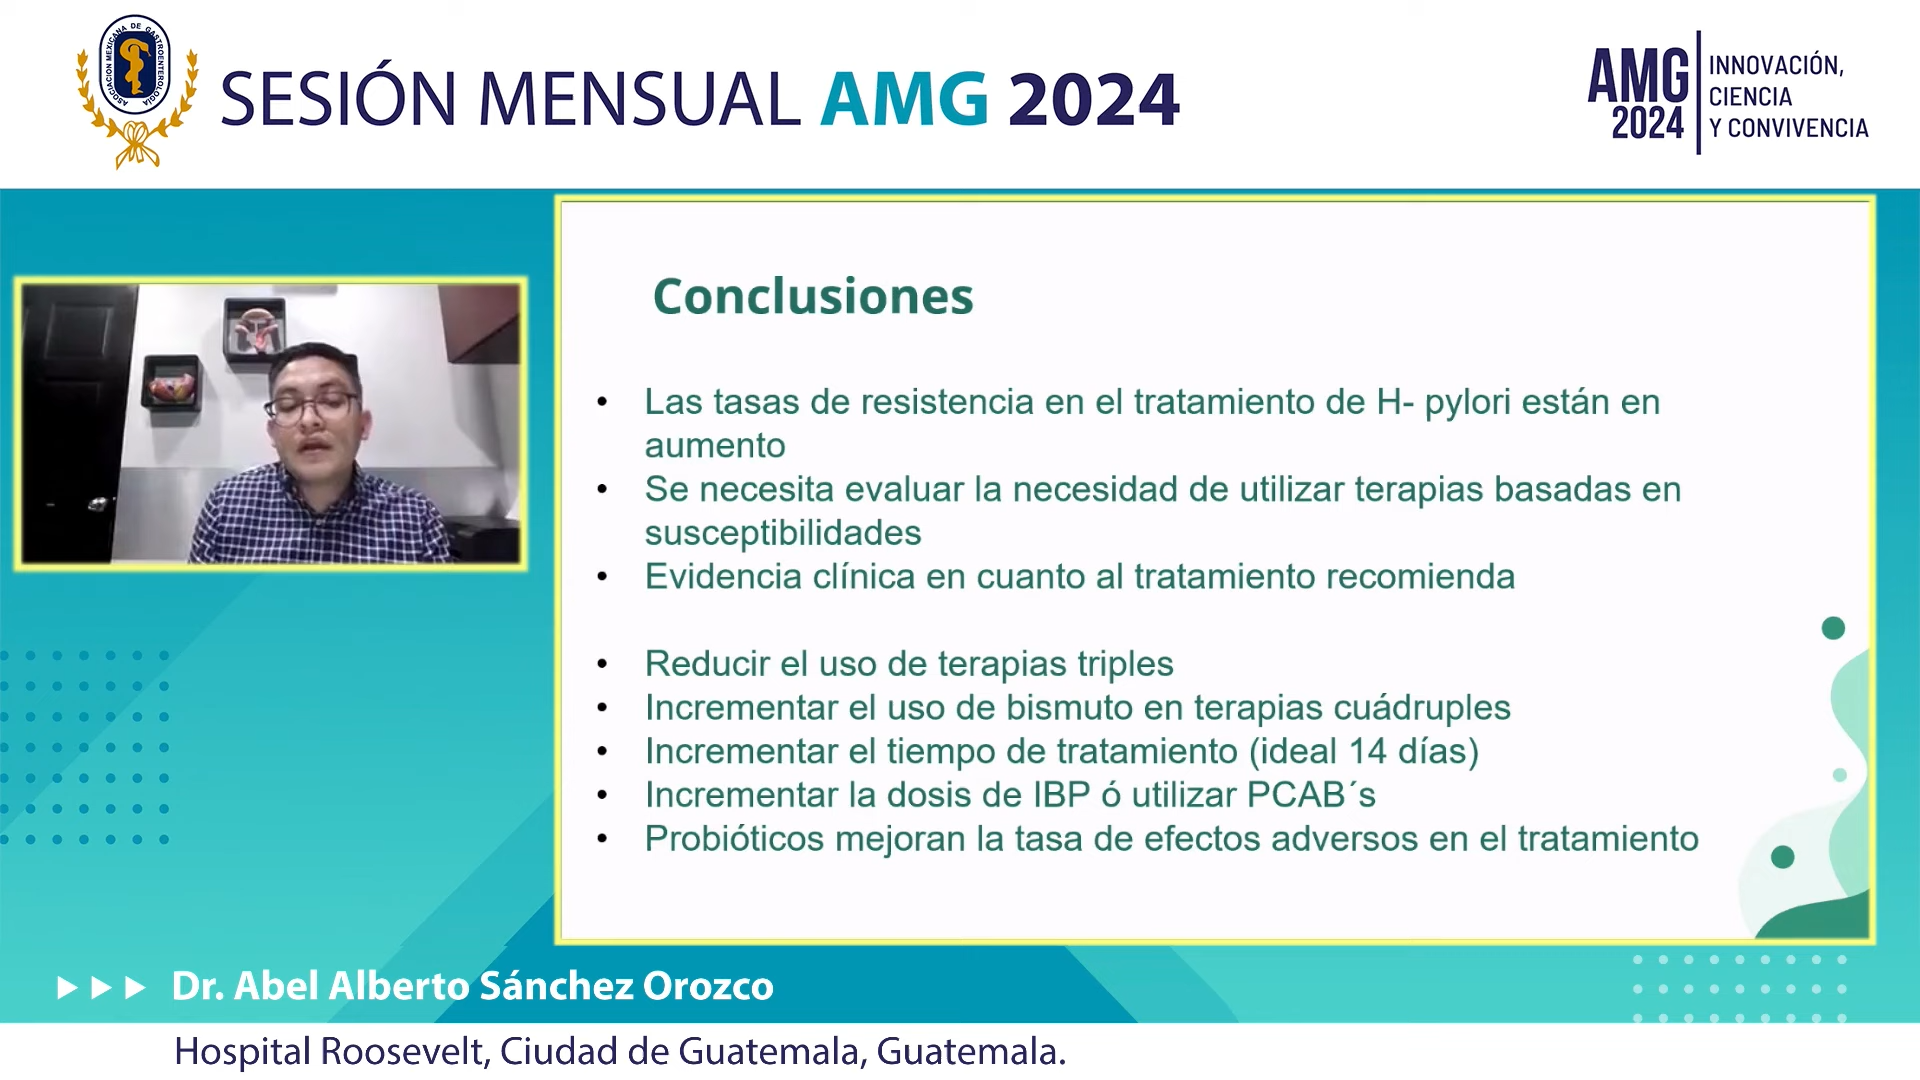 ASOCIACION MEXICANA DE GASTROENTEROLOGÍA
SESIÓN MENSUAL AMG 2024
AMG
2024
INNOVACIÓN,
CIENCIA
Y CONVIVENCIA
Conclusiones
• Las tasas de resistencia en el tratamiento de H- pylori están en
aumento
• Se necesita evaluar la necesidad de utilizar terapias basadas en
susceptibilidades
• Evidencia clínica en cuanto al tratamiento recomienda
• Reducir el uso de terapias triples
• Incrementar el uso de bismuto en terapias cuádruples
• Incrementar el tiempo de tratamiento (ideal 14 días)
• Incrementar la dosis de IBP ó utilizar PCAB´s
• Probióticos mejoran la tasa de efectos adversos en el tratamiento
Dr. Abel Alberto Sánchez Orozco
Hospital Roosevelt, Ciudad de Guatemala, Guatemala.